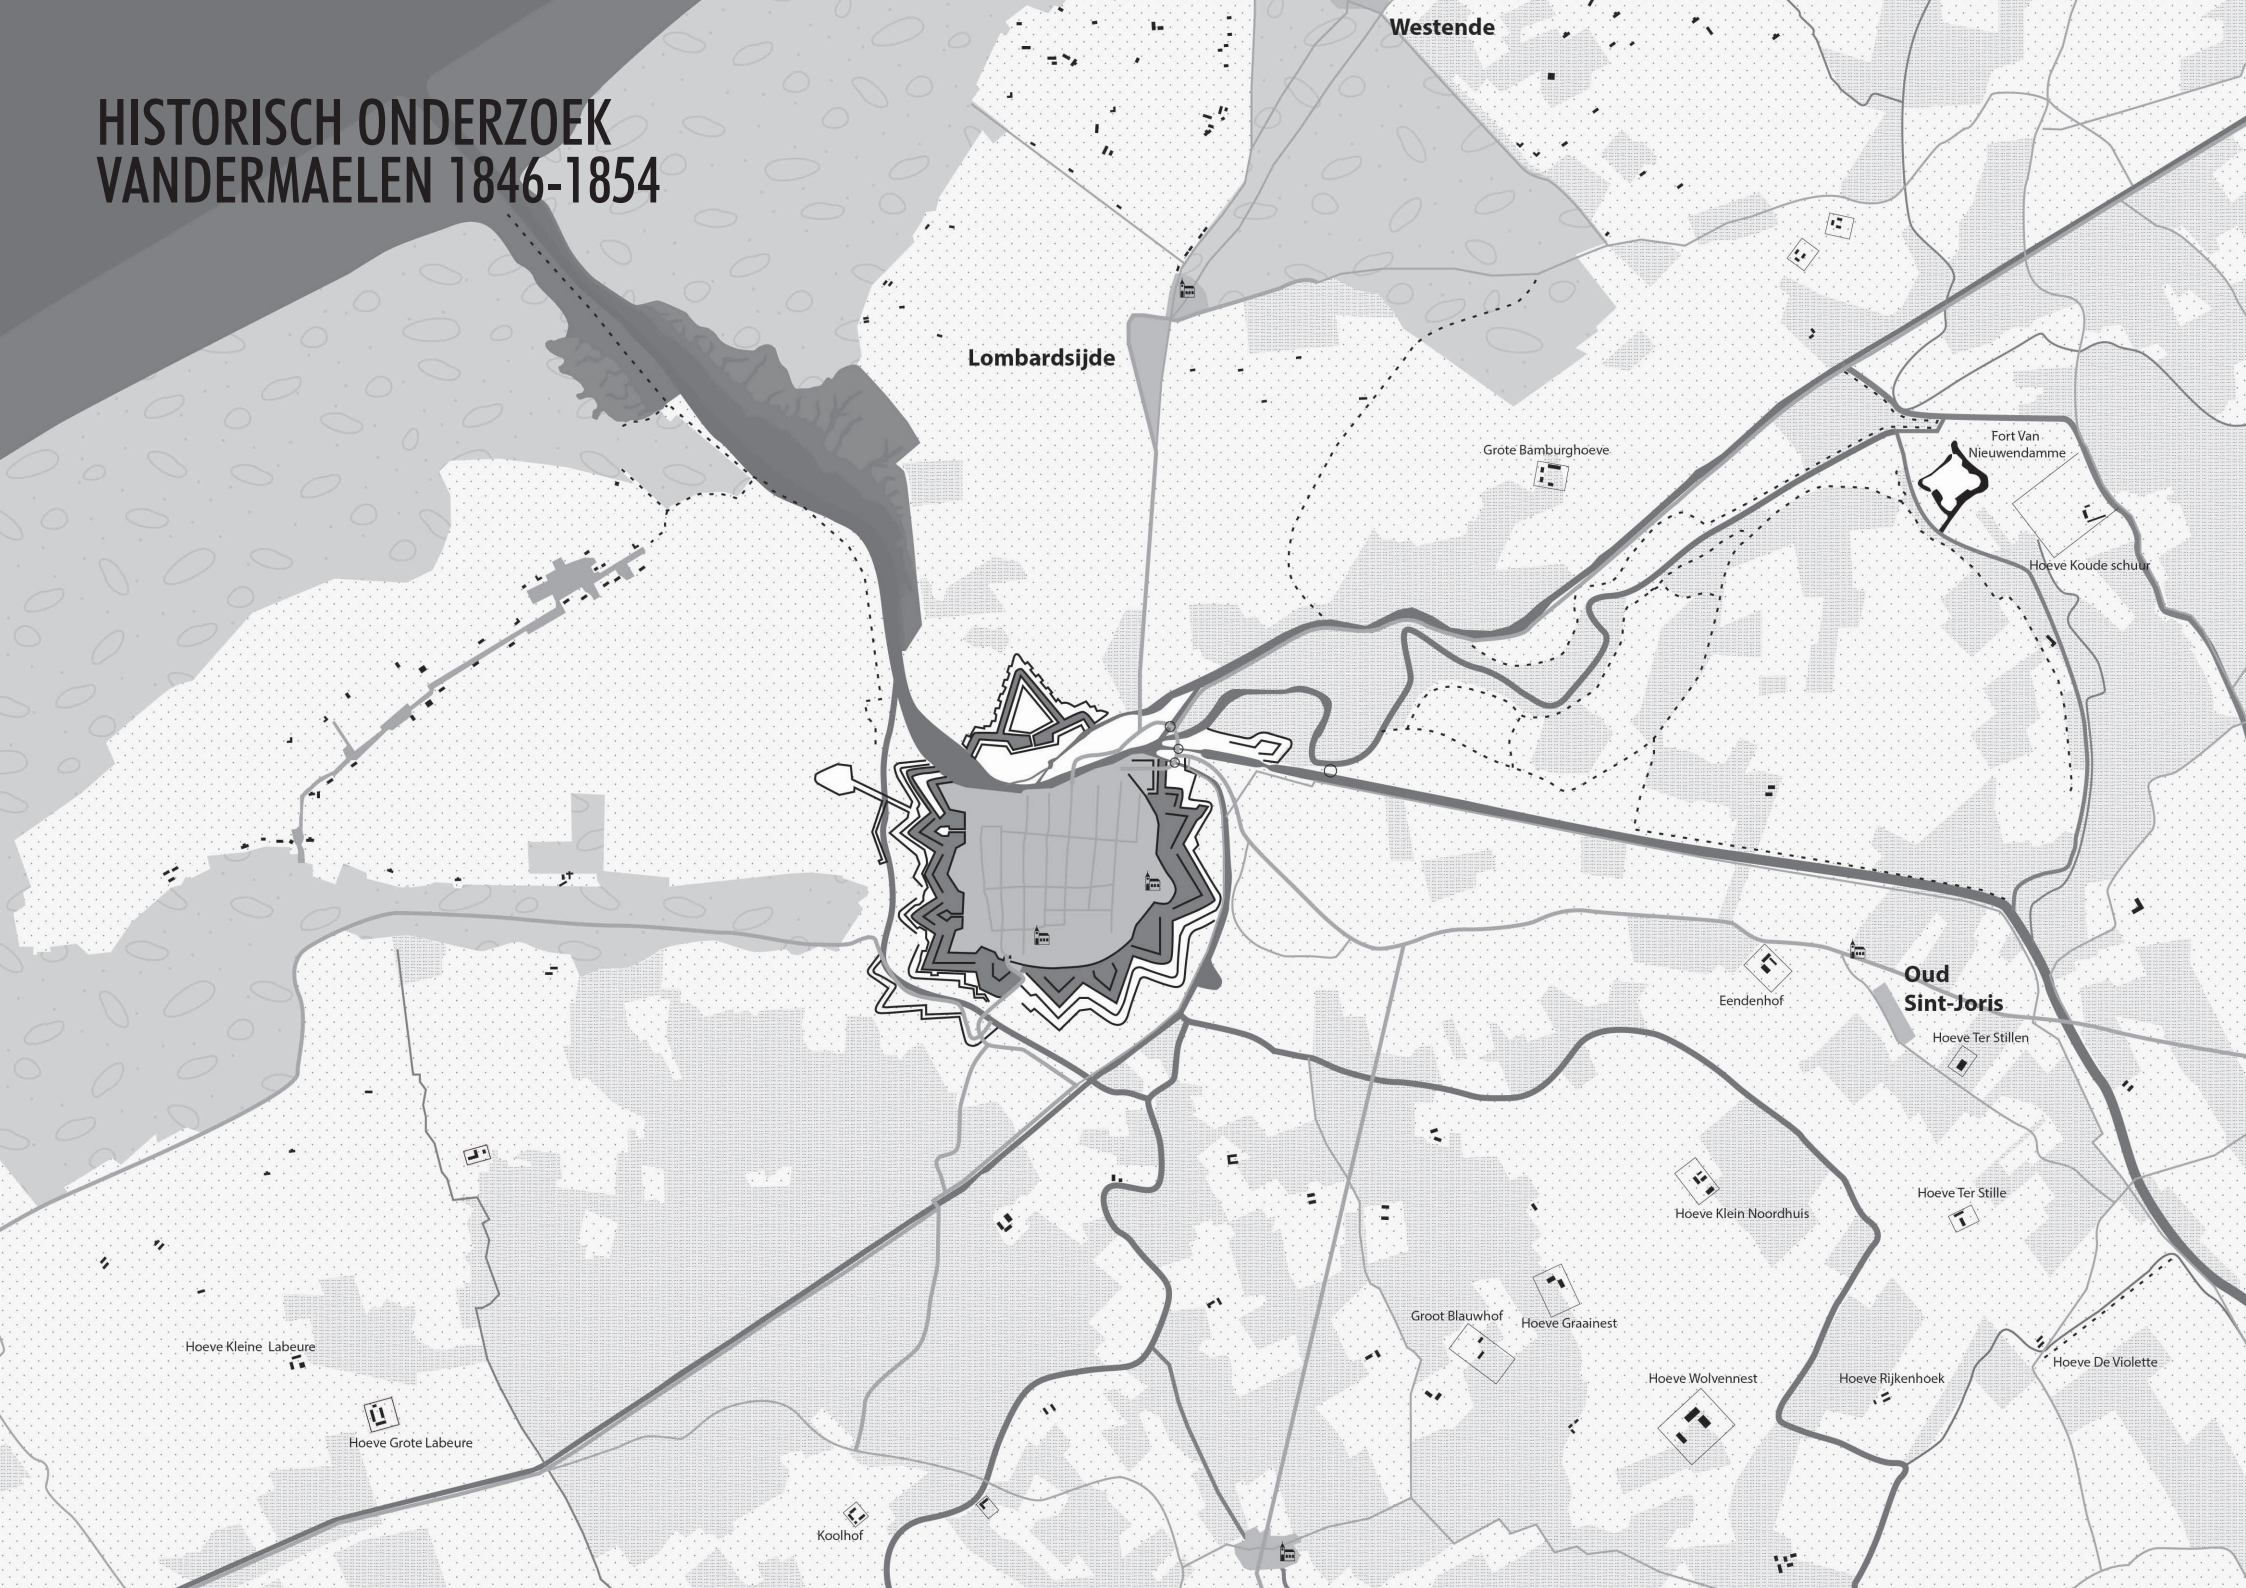 HISTORISCH ONDERZOEK
VANDERMAELEN 1846-1854
Westende
Lombardsijde
Grote Bamburghoeve
Fort Van
Nieuwendamme
Hoeve Koude schuur
Eendenhof
Oud
Sint-Joris
Hoeve Ter Stillen
Hoeve Ter Stille
Hoeve Klein Noordhuis
Groot Blauwhof
Hoeve Graainest
Hoeve Kleine Labeure
Hoeve De Violette
Hoeve Wolvennest
Hoeve Rijkenhoek
Hoeve Grote Labeure
Koolhof